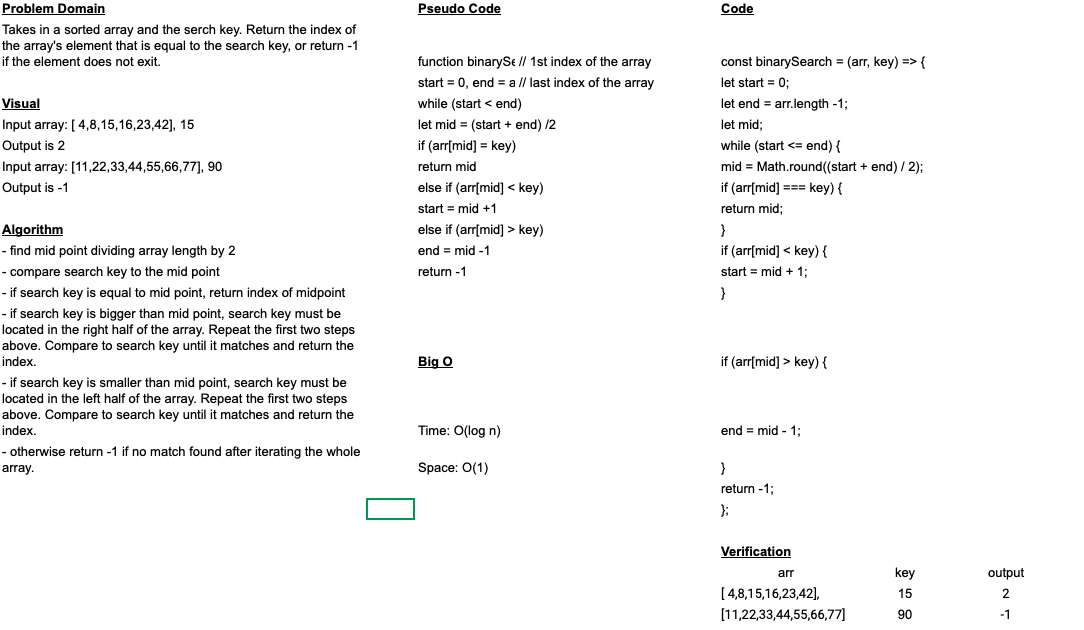 Problem Domain
Takes in a sorted array and the serch key. Return the index of
the array's element that is equal to the search key, or return -1
if the element does not exit.
Visual
Input array: [ 4,8,15,16,23,42], 15
Output is 2
Input array: [11,22,33,44,55,66,77], 90
Output is -1
Algorithm
- find mid point dividing array length by 2
- compare search key to the mid point
- if search key is equal to mid point, return index of midpoint
- if search key is bigger than mid point, search key must be
located in the right half of the array. Repeat the first two steps
above. Compare to search key until it matches and return the
index.
- if search key is smaller than mid point, search key must be
located in the left half of the array. Repeat the first two steps
above. Compare to search key until it matches and return the
index.
- otherwise return -1 if no match found after iterating the whole
array.
Pseudo Code
function binarySe // 1st index of the array
start = 0, end = a // last index of the array
while (start < end)
let mid = (start + end) /2
if (arr[mid] = key)
return mid
else if (arr[mid] < key)
start = mid +1
else if (arr[mid] > key)
end = mid -1
return -1
Big O
Time: O(log n)
Space: O(1)
Code
const binarySearch = (arr, key) => {
let start = 0;
let end = arr.length -1;
let mid;
while (start <= end) {
mid = Math.round((start + end) / 2);
if (arr[mid] === key) {
return mid;
}
if (arr[mid] < key) {
start = mid + 1;
}
if (arr[mid] > key) {
end = mid - 1;
}
return -1;
};
Verification
arr key output
[ 4,8,15,16,23,42], 15 2
[11,22,33,44,55,66,77] 90 -1